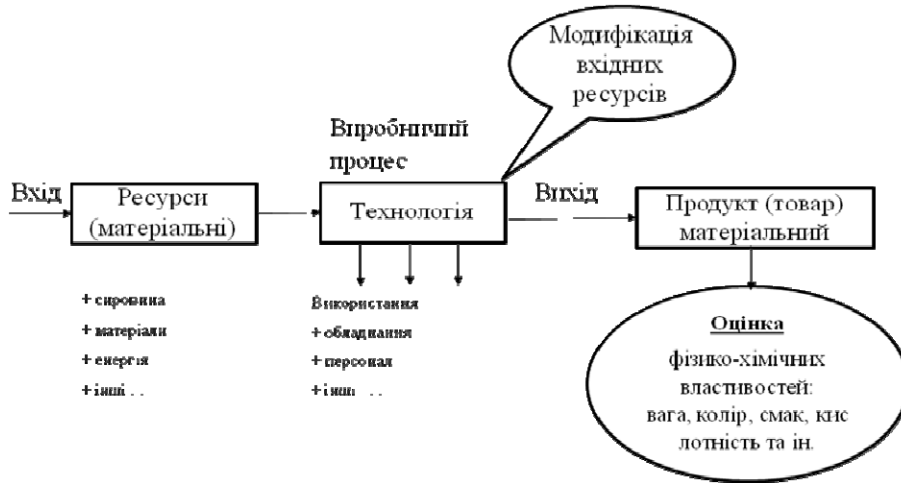 Модифікація
вхідних
ресурсів
Виробничий
процес
Вхід
Ресурси
(матеріальні)
Технологія
Вихід
Продукт (товар)
матеріальний
+ сировина
+ матеріали
+ енергія
+ інші . .
Використання
+ обладнання
+ персонал
+ інші . .
Оцінка
фізико-хімічних
властивостей:
вага, колір, смак, кис
лотність та ін.